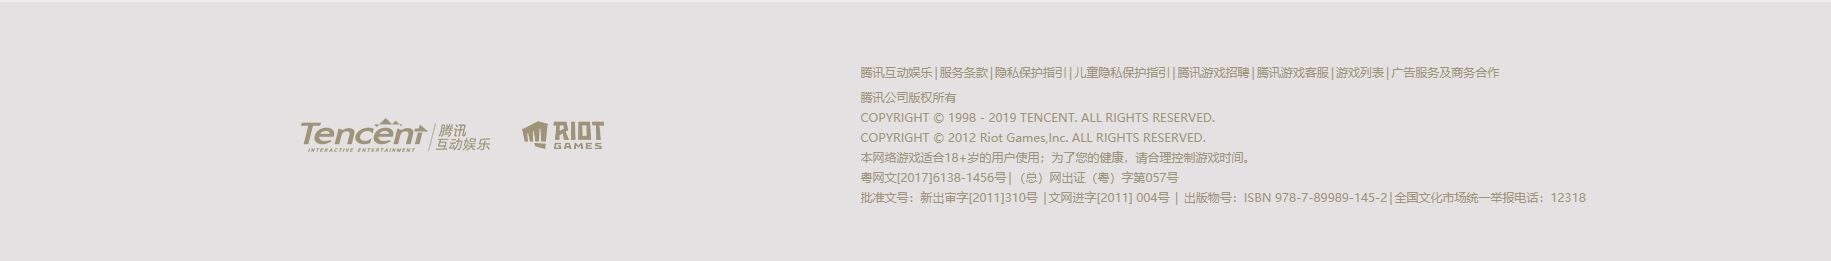 Tencent
INTERACTIVE ENTERTAINMENT
腾讯
互动娱乐
RIOT
GAMES
腾讯互动娱乐|服务条款|隐私保护指引|儿童隐私保护指引|腾讯游戏招聘|腾讯游戏客服|游戏列表|广告服务及商务合作
腾讯公司版权所有
COPYRIGHT © 1998 - 2019 TENCENT. ALL RIGHTS RESERVED.
COPYRIGHT © 2012 Riot Games,Inc. ALL RIGHTS RESERVED.
本网络游戏适合18+岁的用户使用；为了您的健康，请合理控制游戏时间。
粤网文[2017]6138-1456号|（总）网出证（粤）字第057号
批准文号：新出审字[2011]310号 |文网进字[2011] 004号 | 出版物号：ISBN 978-7-89989-145-2|全国文化市场统一举报电话：12318